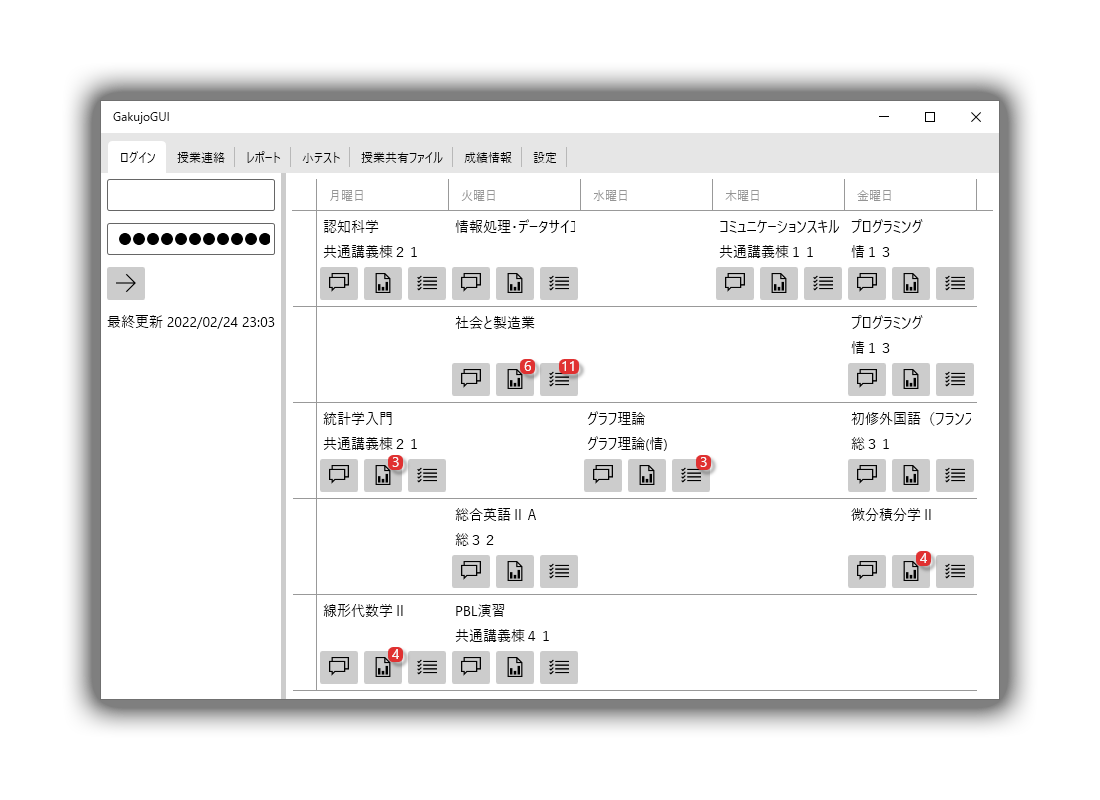 GakujoGUI
ログイン 授業連絡 レポート 小テスト 授業共有ファイル 成績情報 設定
月曜日 火曜日 水曜日 木曜日 金曜日
最終更新 2022/02/24 23:03
認知科学 情報処理・データサイエ コミュニケーションスキル プログラミング
共通講義棟２１ 共通講義棟１１ 情１３
社会と製造業 プログラミング
情１３
6 11
統計学入門 グラフ理論 初修外国語（フランス
共通講義棟２１ グラフ理論(情) 総３１
3 3
総合英語ⅡＡ 微分積分学Ⅱ
総３２
4
線形代数学Ⅱ PBL演習
共通講義棟４１
4